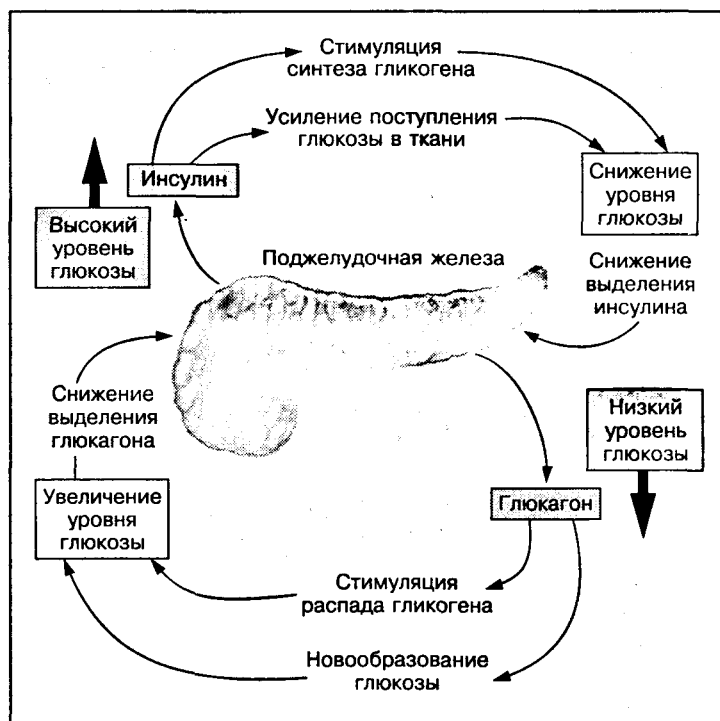 Стимуляция
синтеза гликогена
Усиление поступления
глюкозы в ткани
Инсулин
Снижение
уровня
глюкозы
Высокий
уровень
глюкозы
Поджелудочная железа
Снижение
выделения
инсулина
Снижение
выделения
глюкагона
Низкий
уровень
глюкозы
Увеличение
уровня
глюкозы
Глюкагон
Стимуляция
распада гликогена
Новообразование
глюкозы